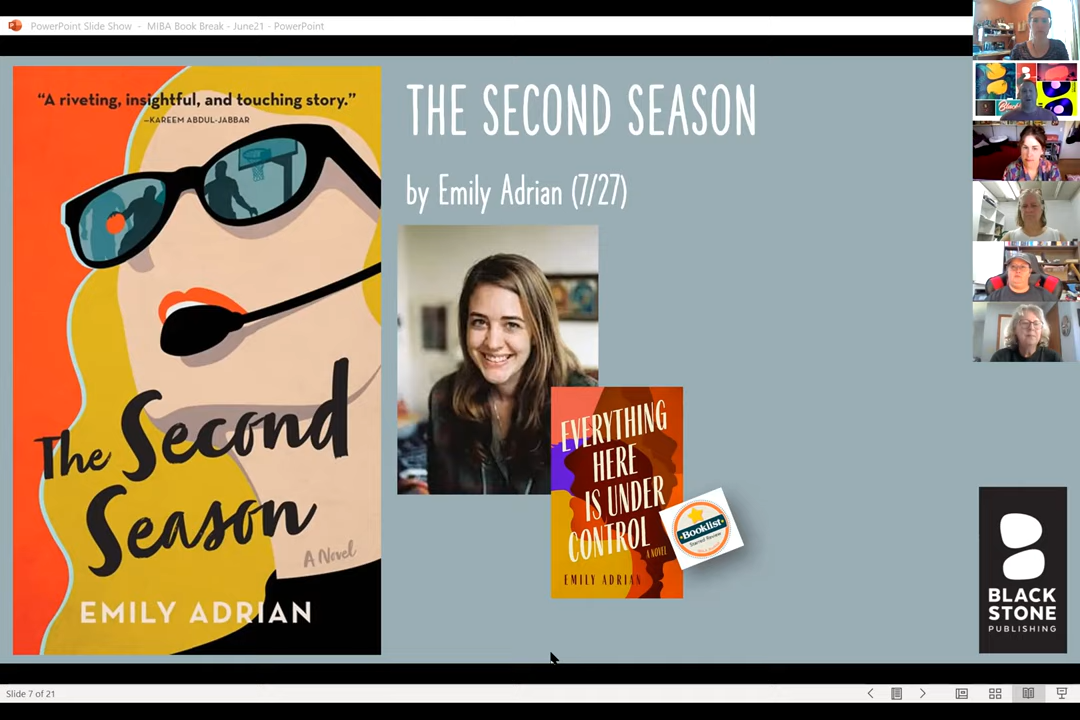 PowerPoint Slide Show - MIBA Book Break - June21 - PowerPoint
“A riveting, insightful, and touching story.”
—KAREEM ABDUL-JABBAR
The Second
Season
A Novel
EMILY ADRIAN
THE SECOND SEASON
by Emily Adrian (7/27)
EVERYTHING
HERE
IS UNDER
CONTROL
A NOVEL
EMILY ADRIAN
Booklist
Starred Review
BLACK
STONE
PUBLISHING
Slide 7 of 21